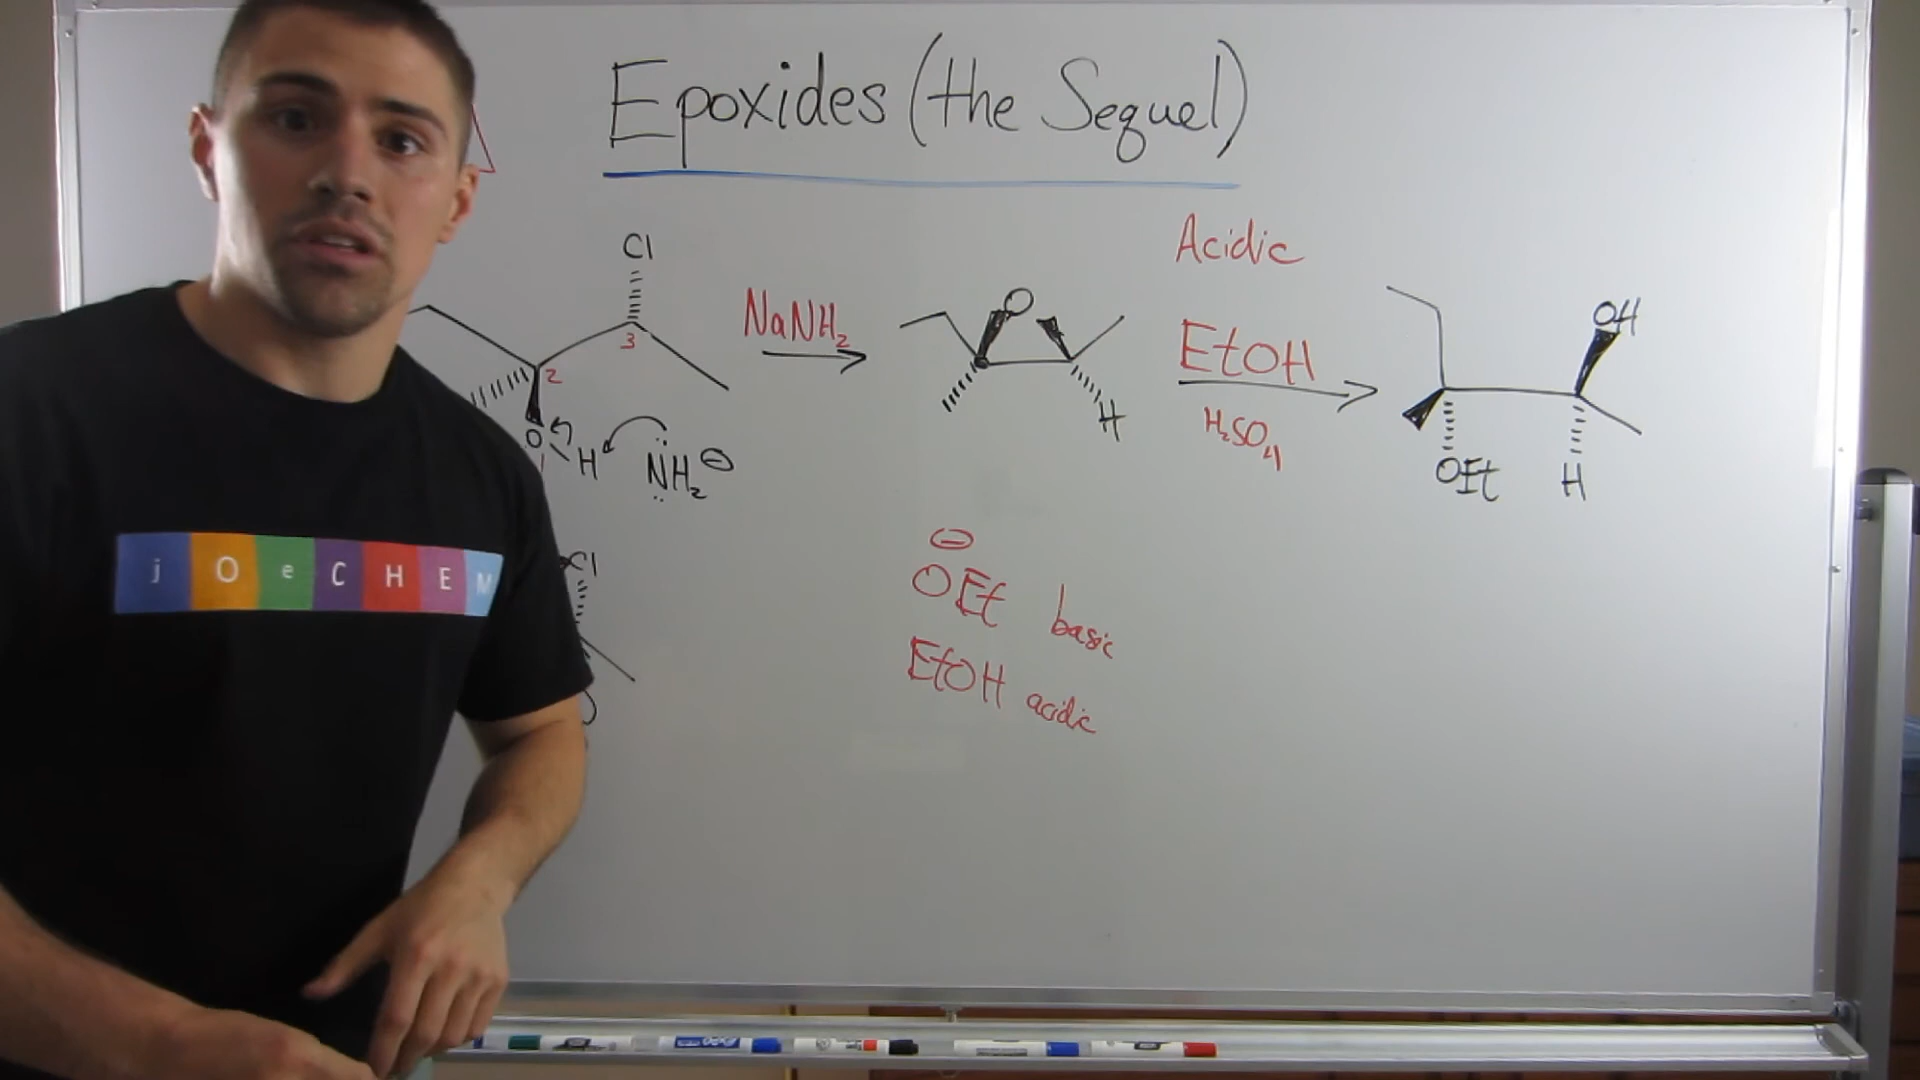 Epoxides (the Sequel)
Cl
3
2
O H
1
NH2 ⊖
NaNH2
O
H
Acidic
EtOH
H2SO4
OH
OEt
H
Cl
⊖
OEt basic
EtOH acidic
jOeCHEM